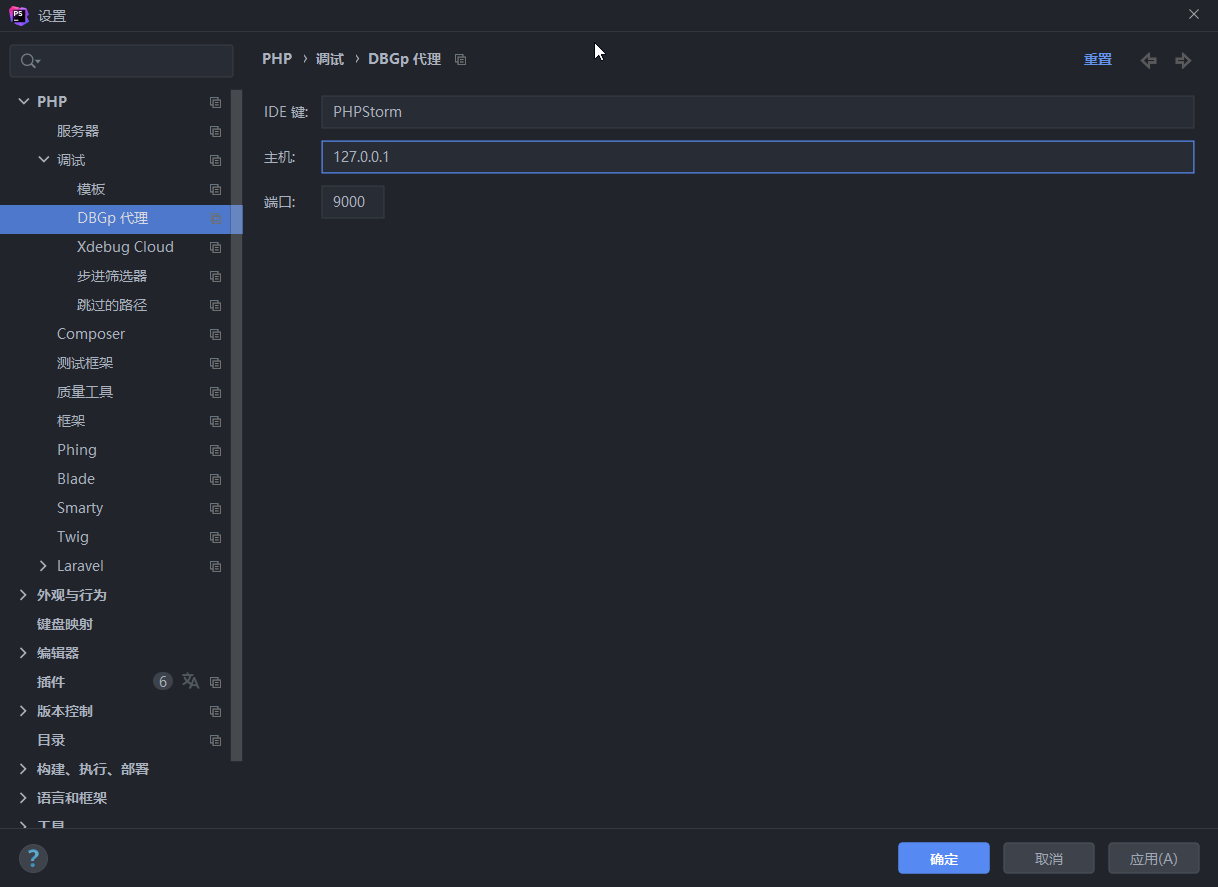 PS 设置
PHP › 调试 › DBGp 代理
重置
PHP
服务器
调试
模板
DBGp 代理
Xdebug Cloud
步进筛选器
跳过的路径
Composer
测试框架
质量工具
框架
Phing
Blade
Smarty
Twig
Laravel
外观与行为
键盘映射
编辑器
插件 6
版本控制
目录
构建、执行、部署
语言和框架
工具
IDE 键: PHPStorm
主机: 127.0.0.1
端口: 9000
?
确定
取消
应用(A)